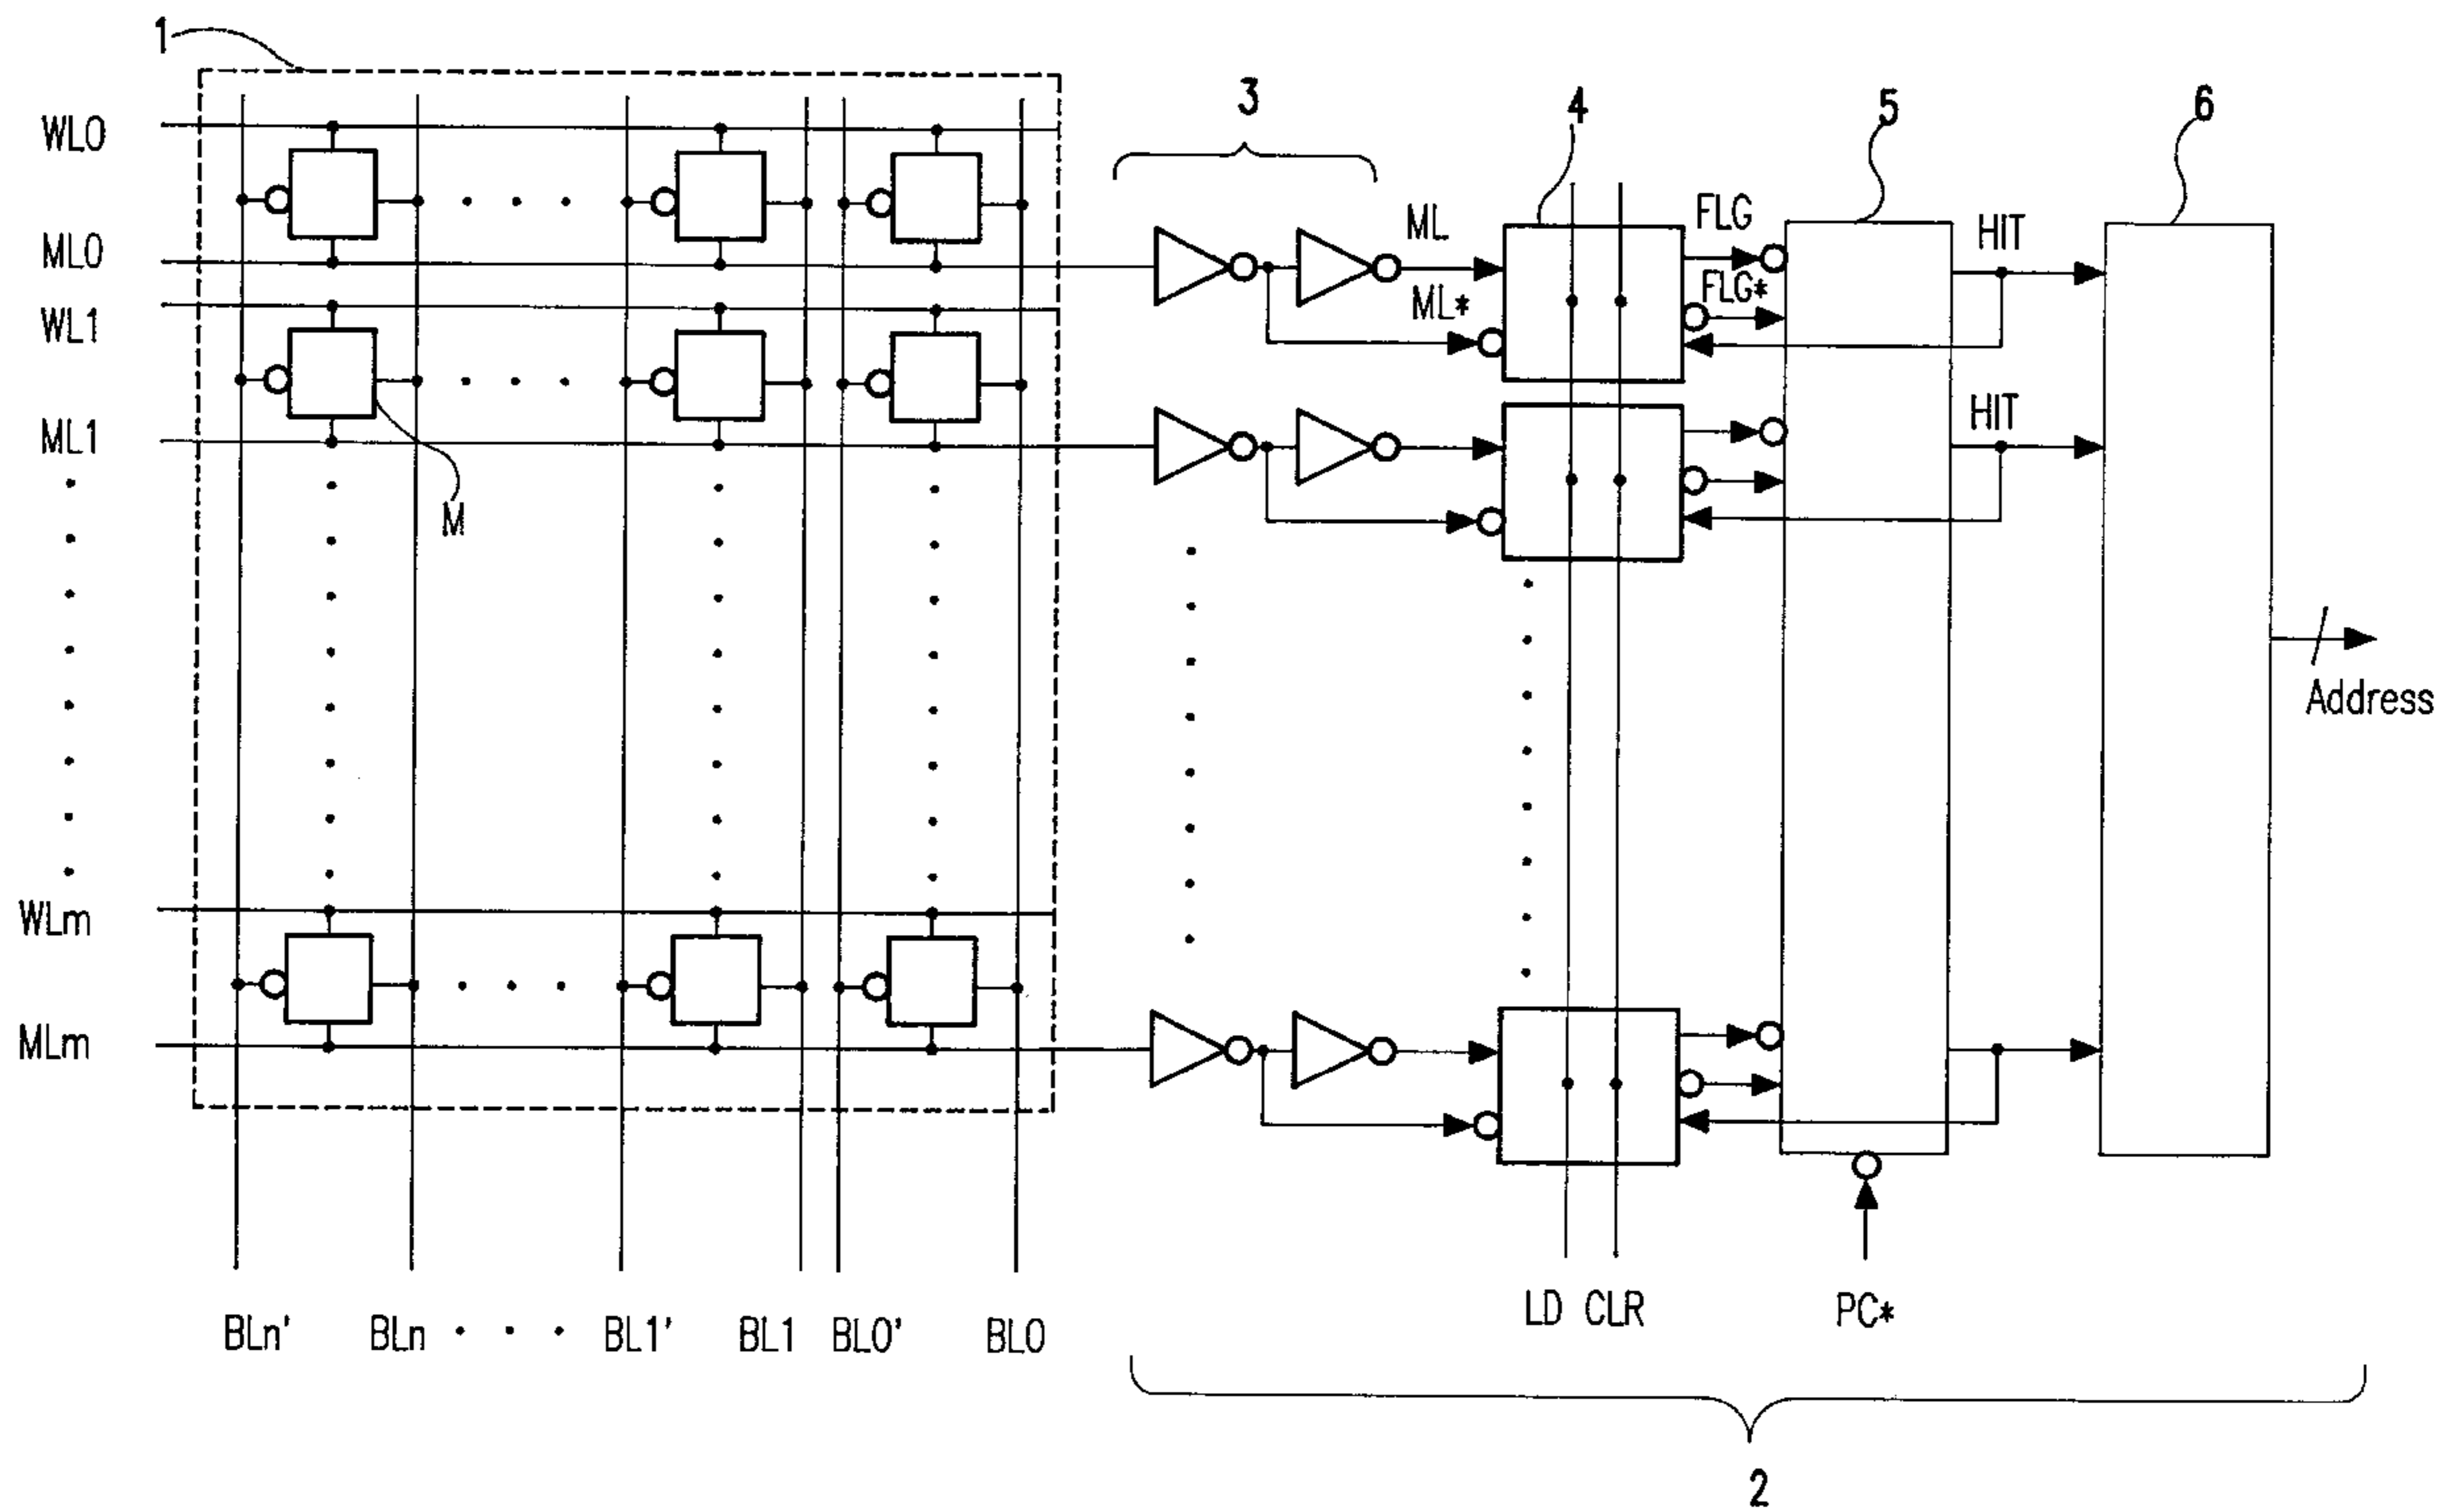 1
3
4
5
6
WL0
ML0
WL1
ML1
M
WLm
MLm
ML
ML*
FLG
FLG*
HIT
HIT
Address
BLn' BLn · · · BL1' BL1 BL0' BL0
LD CLR
PC*
2